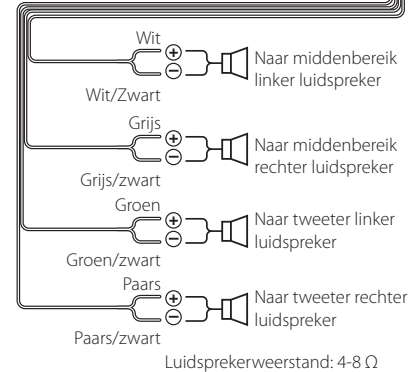 Wit
Naar middenbereik
linker luidspreker
Wit/Zwart
Grijs
Naar middenbereik
rechter luidspreker
Grijs/zwart
Groen
Naar tweeter linker
luidspreker
Groen/zwart
Paars
Naar tweeter rechter
luidspreker
Paars/zwart
Luidsprekerweerstand: 4-8 Ω